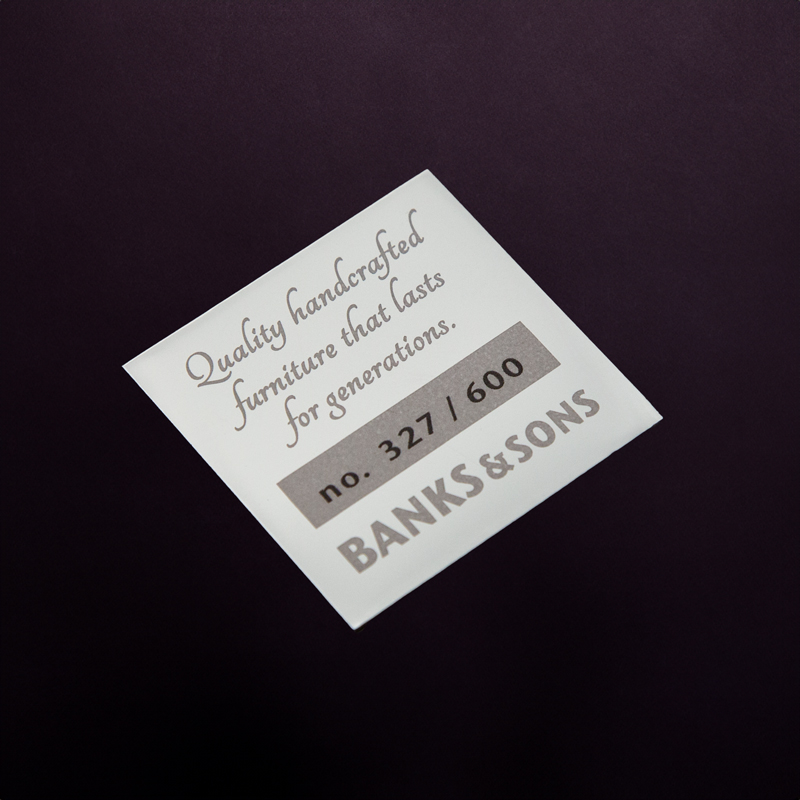 Quality handcrafted
furniture that lasts
for generations.
no. 327 / 600
BANKS & SONS